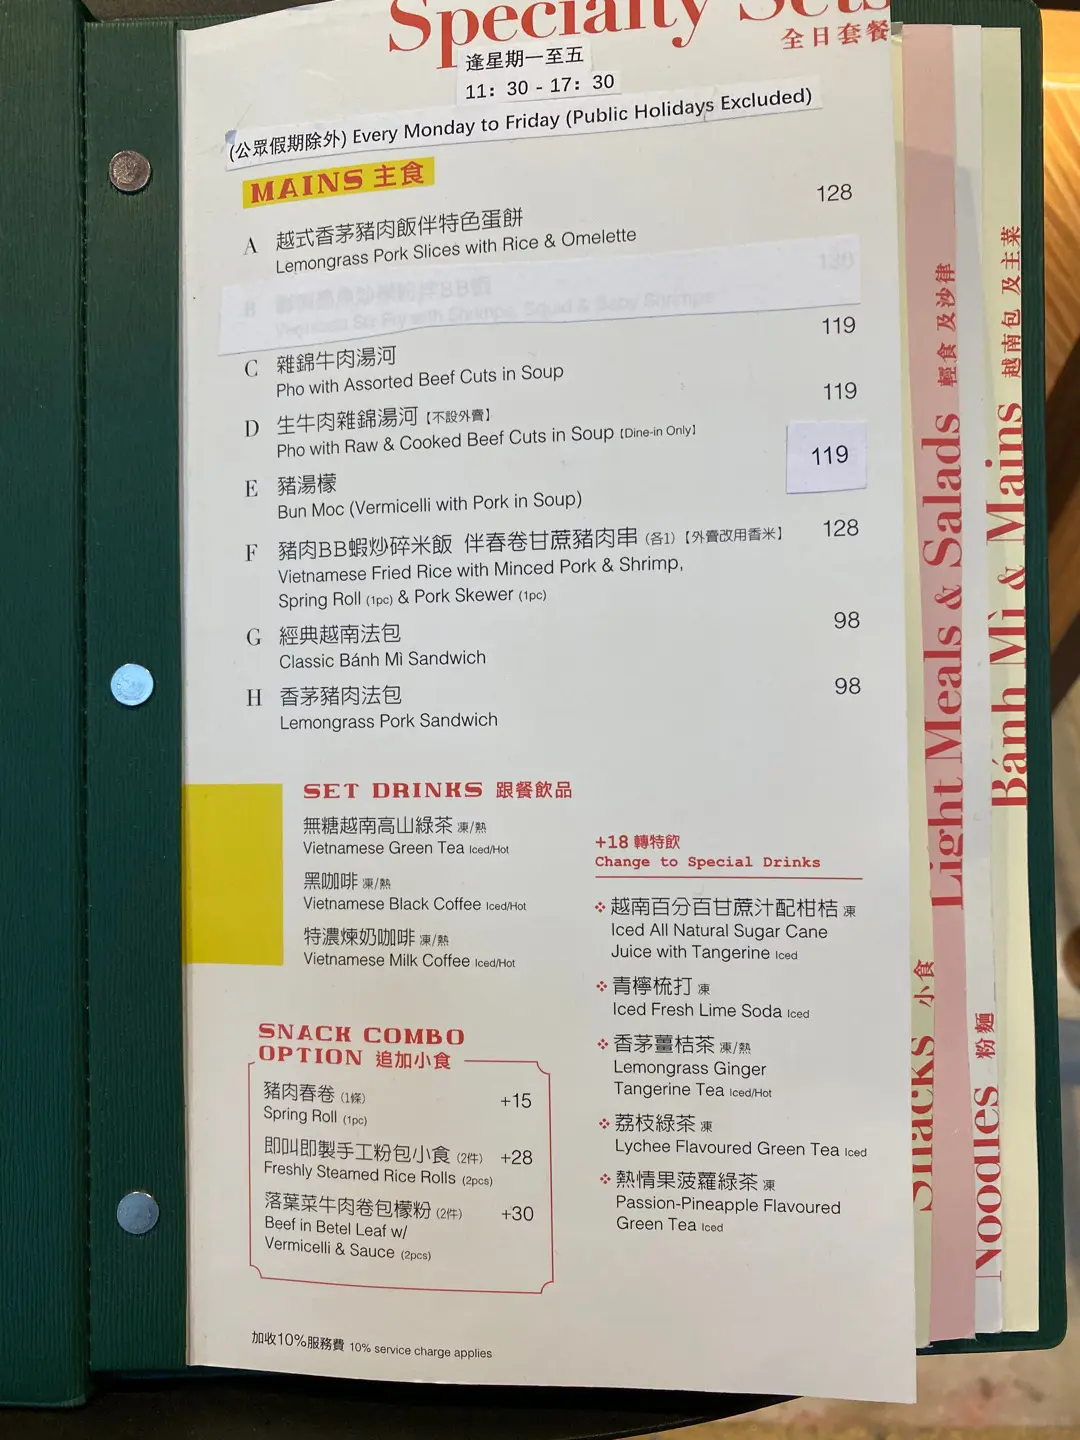 Specialty Sets
全日套餐
逢星期一至五
11：30 - 17：30
(公眾假期除外) Every Monday to Friday (Public Holidays Excluded)
MAINS 主食
A 越式香茅豬肉飯伴特色蛋餅 128
Lemongrass Pork Slices with Rice & Omelette
B 138
Vegetable Stir Fry with Shrimps, Squid & Baby Shrimps
C 雜錦牛肉湯河 119
Pho with Assorted Beef Cuts in Soup
D 生牛肉雜錦湯河【不設外賣】 119
Pho with Raw & Cooked Beef Cuts in Soup [Dine-in Only]
E 豬湯檬 119
Bun Moc (Vermicelli with Pork in Soup)
F 豬肉BB蝦炒碎米飯 伴春卷甘蔗豬肉串 (各1)【外賣改用香米】 128
Vietnamese Fried Rice with Minced Pork & Shrimp,
Spring Roll (1pc) & Pork Skewer (1pc)
G 經典越南法包 98
Classic Bánh Mì Sandwich
H 香茅豬肉法包 98
Lemongrass Pork Sandwich
SET DRINKS 跟餐飲品
無糖越南高山綠茶 凍/熱
Vietnamese Green Tea Iced/Hot
黑咖啡 凍/熱
Vietnamese Black Coffee Iced/Hot
特濃煉奶咖啡 凍/熱
Vietnamese Milk Coffee Iced/Hot
+18 轉特飲
Change to Special Drinks
越南百分百甘蔗汁配柑桔 凍
Iced All Natural Sugar Cane
Juice with Tangerine Iced
青檸梳打 凍
Iced Fresh Lime Soda Iced
香茅薑桔茶 凍/熱
Lemongrass Ginger
Tangerine Tea Iced/Hot
荔枝綠茶 凍
Lychee Flavoured Green Tea Iced
熱情果菠蘿綠茶 凍
Passion-Pineapple Flavoured
Green Tea Iced
SNACK COMBO
OPTION 追加小食
豬肉春卷 (1條) +15
Spring Roll (1pc)
即叫即製手工粉包小食 (2件) +28
Freshly Steamed Rice Rolls (2pcs)
落葉菜牛肉卷包檬粉 (2件) +30
Beef in Betel Leaf w/
Vermicelli & Sauce (2pcs)
加收10%服務費 10% service charge applies
Snacks 小食
Light Meals & Salads 輕食 及沙律
Noodles 粉麵
Bánh Mì & Mains 越南包 及主菜